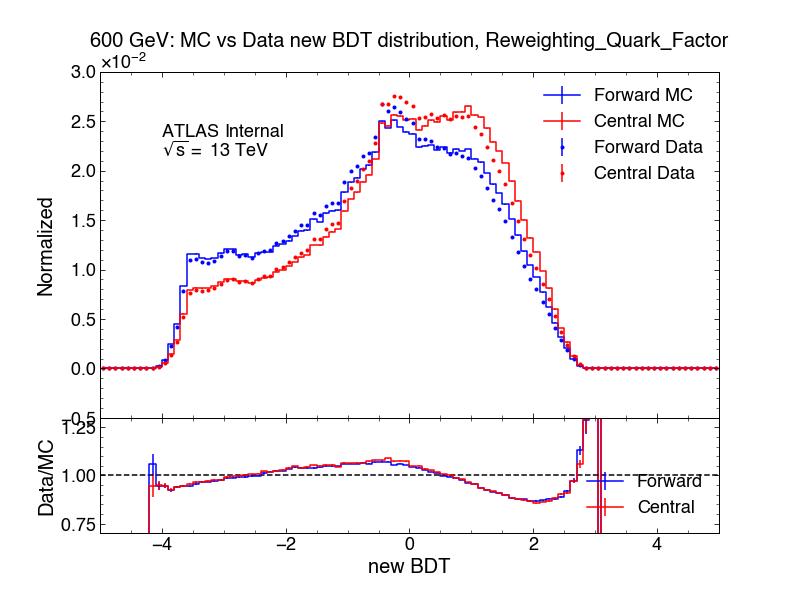 600 GeV: MC vs Data new BDT distribution, Reweighting_Quark_Factor
×10⁻²
3.0
2.5
2.0
1.5
1.0
0.5
0.0
−0.5
Normalized
ATLAS Internal
√s = 13 TeV
Forward MC
Central MC
Forward Data
Central Data
1.25
1.00
0.75
Data/MC
Forward
Central
−4 −2 0 2 4
new BDT